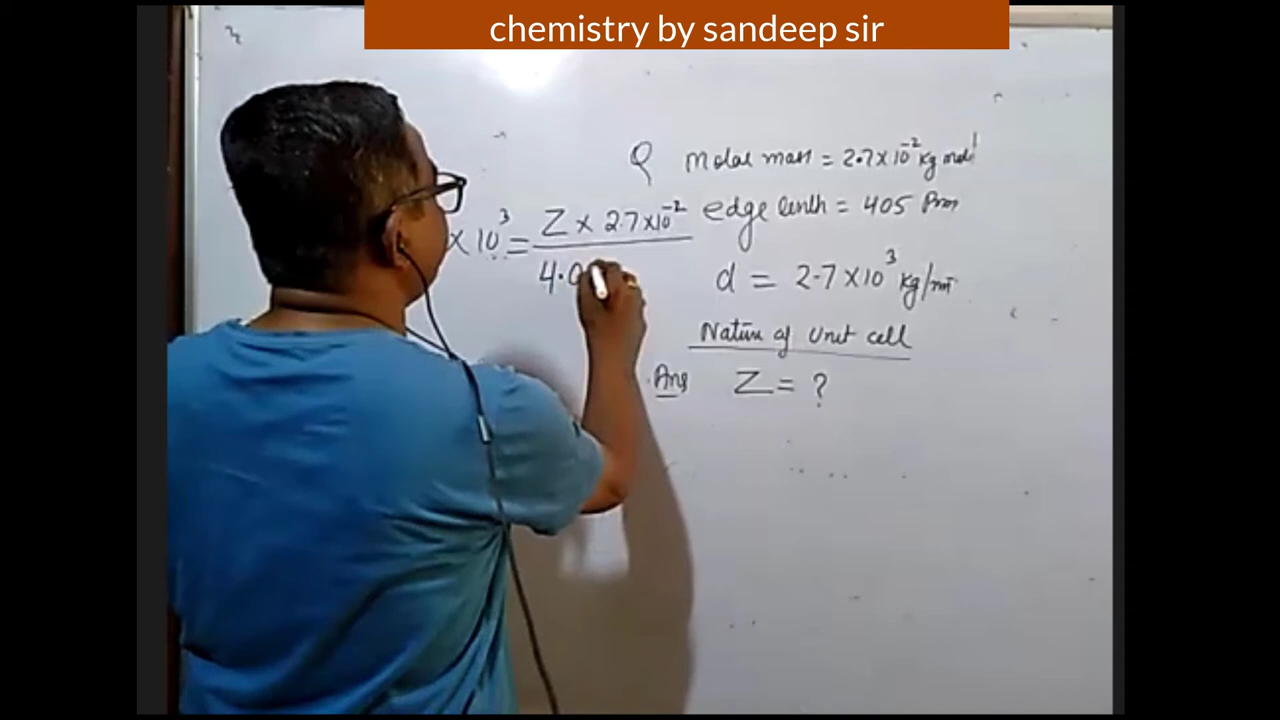 chemistry by sandeep sir
Q Molar mass = 2.7 x 10⁻² kg mol⁻¹
edge lenth = 405 Pm
x 10³ = Z x 2.7 x 10⁻²
4.0
d = 2.7 x 10³ kg/m³
Nature of Unit cell
Ans Z = ?